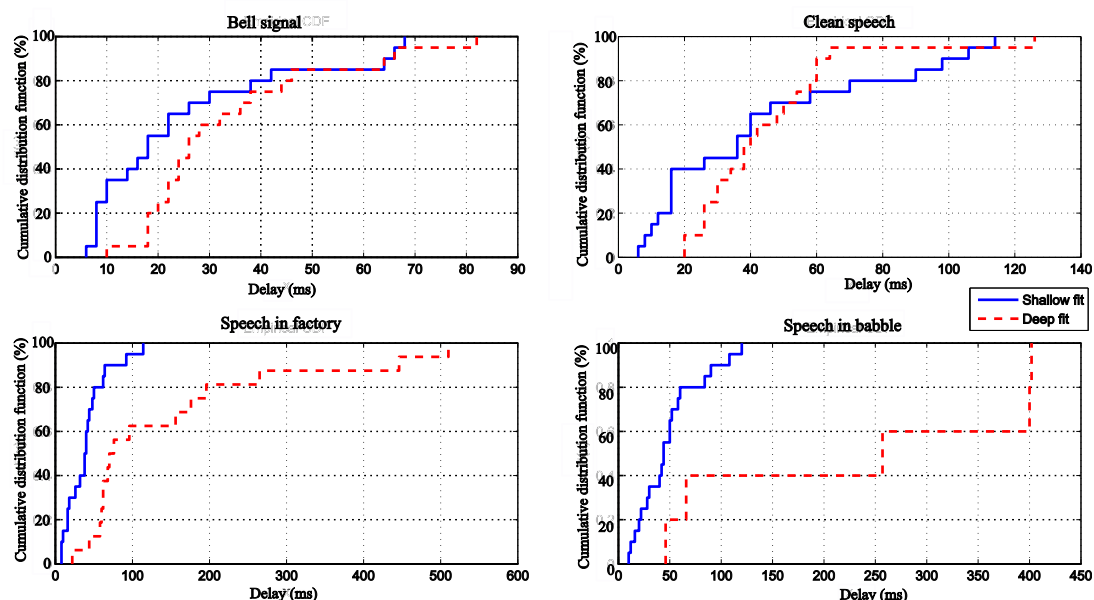 Bell signal
Cumulative distribution function (%)
100
80
60
40
20
0
0 10 20 30 40 50 60 70 80 90
Delay (ms)
Clean speech
Cumulative distribution function (%)
100
80
60
40
20
0
0 20 40 60 80 100 120 140
Delay (ms)
Shallow fit
Deep fit
Speech in factory
Cumulative distribution function (%)
100
80
60
40
20
0
0 100 200 300 400 500 600
Delay (ms)
Speech in babble
Cumulative distribution function (%)
100
80
60
40
20
0
0 50 100 150 200 250 300 350 400 450
Delay (ms)